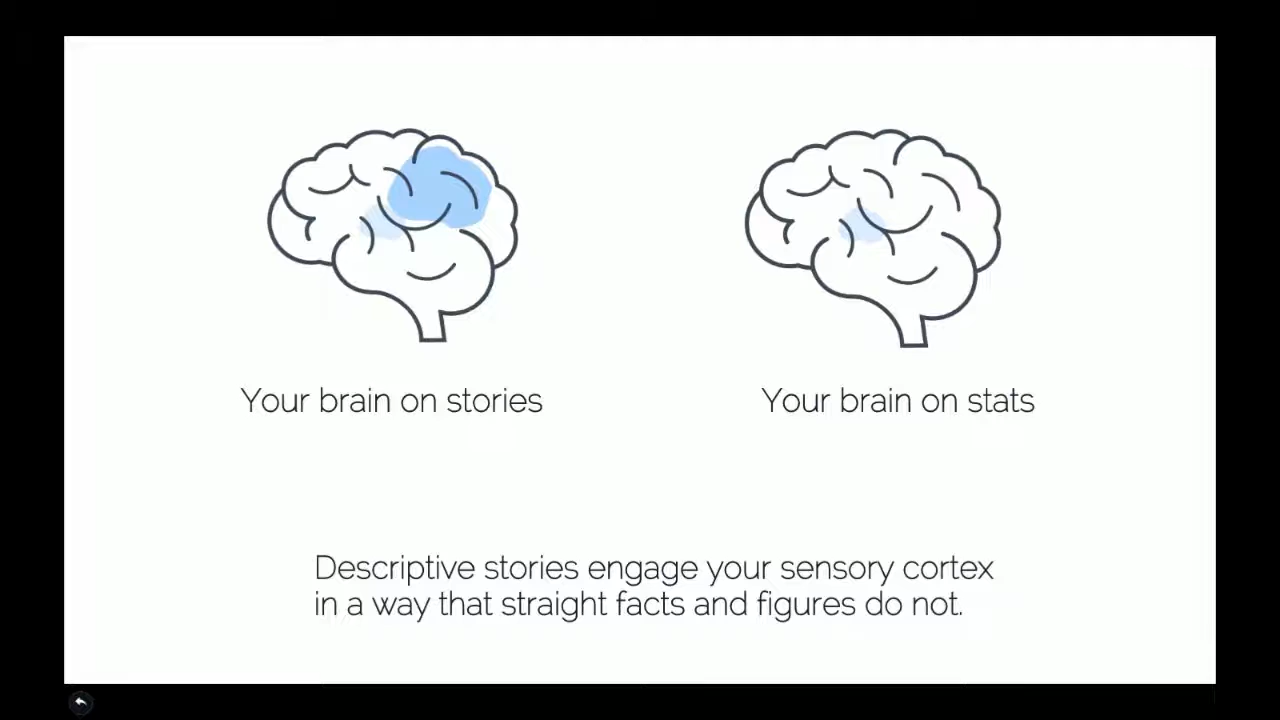 Your brain on stories
Your brain on stats
Descriptive stories engage your sensory cortex
in a way that straight facts and figures do not.